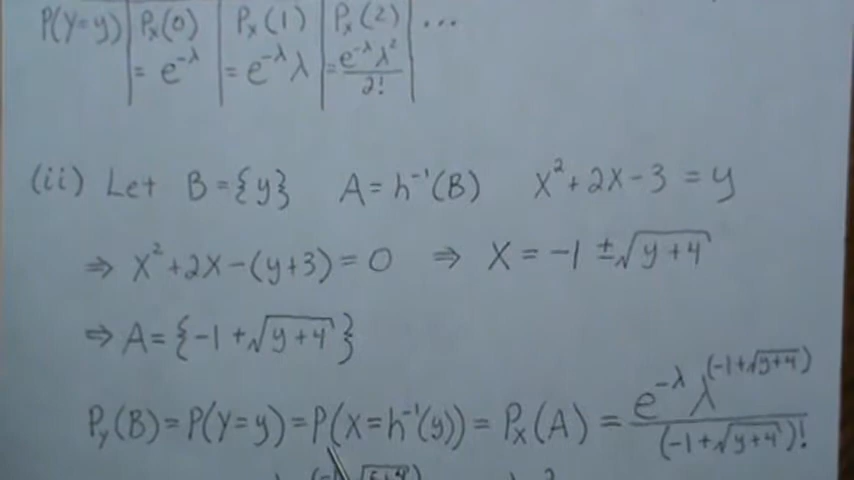 P(Y=y) | Pₓ(0) | Pₓ(1) | Pₓ(2) | ...
= e^{-λ} | = e^{-λ} λ | = e^{-λ} λ² / 2!
(ii) Let B = {y} A = h⁻¹(B) x² + 2x - 3 = y
⇒ x² + 2x - (y+3) = 0 ⇒ x = -1 ± √(y+4)
⇒ A = {-1 + √(y+4)}
P_y(B) = P(Y=y) = P(X = h⁻¹(y)) = Pₓ(A) = e^{-λ} λ^{(-1+√(y+4))} / (-1+√(y+4))!